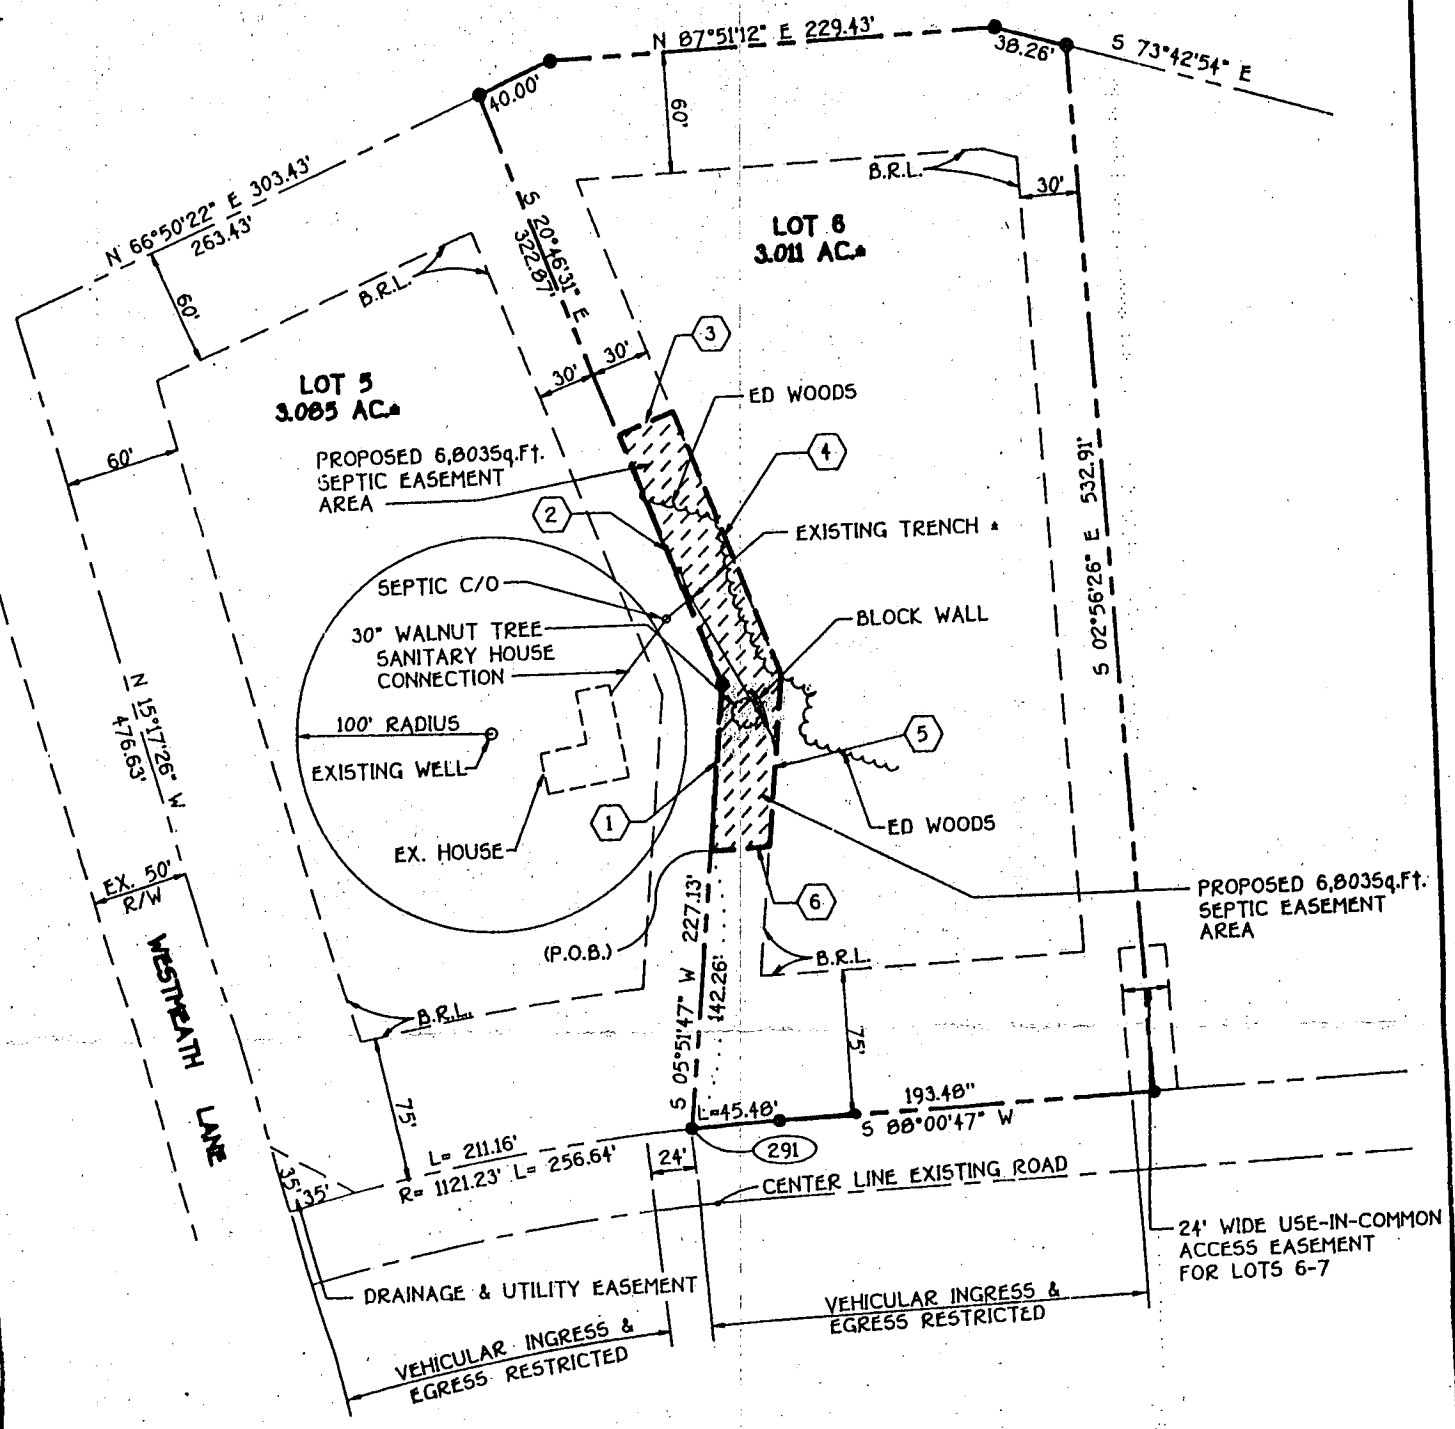 N 87°51'12" E 229.43'
38.26'
S 73°42'54" E
40.00'
60'
B.R.L.
30'
N 66°50'22" E 303.43'
263.43'
S 20°46'31" E
322.87'
LOT 6
3.011 AC.±
60'
B.R.L.
30'
30'
3
LOT 5
3.085 AC.±
ED WOODS
60'
PROPOSED 6,803Sq.Ft.
SEPTIC EASEMENT
AREA
4
2
EXISTING TRENCH ±
S 02°56'26" E 532.91'
SEPTIC C/O
30" WALNUT TREE
SANITARY HOUSE
CONNECTION
BLOCK WALL
N 15°17'26" W
476.63'
100' RADIUS
EXISTING WELL
5
1
ED WOODS
EX. HOUSE
EX. 50'
R/W
6
PROPOSED 6,803Sq.Ft.
SEPTIC EASEMENT
AREA
(P.O.B.)
B.R.L.
WESTMEATH LANE
B.R.L.
S 05°51'47" W 227.13'
142.26'
75'
75'
193.48"
L=45.48'
S 88°00'47" W
291
L= 211.16'
R= 1121.23' L= 256.64'
24'
35'
35'
CENTER LINE EXISTING ROAD
24' WIDE USE-IN-COMMON
ACCESS EASEMENT
FOR LOTS 6-7
DRAINAGE & UTILITY EASEMENT
VEHICULAR INGRESS &
EGRESS RESTRICTED
VEHICULAR INGRESS &
EGRESS RESTRICTED